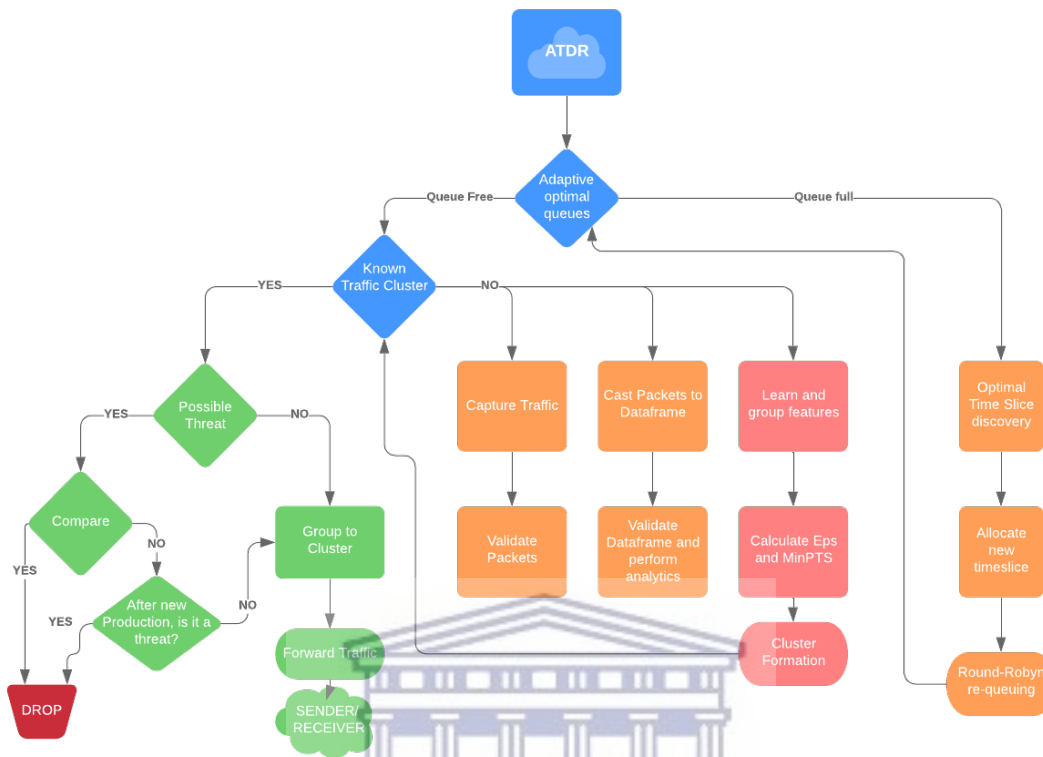 ATDR
Adaptive
optimal
queues
Queue Free
Queue full
Known
Traffic Cluster
YES
NO
Possible
Threat
YES
NO
Capture Traffic
Cast Packets to
Dataframe
Learn and
group features
Optimal
Time Slice
discovery
Compare
NO
YES
Group to
Cluster
Validate
Packets
Validate
Dataframe and
perform
analytics
Calculate Eps
and MinPTS
Allocate
new
timeslice
After new
Production, is it a
threat?
YES
NO
Forward Traffic
Cluster
Formation
Round-Robyn
re-queuing
DROP
SENDER/
RECEIVER